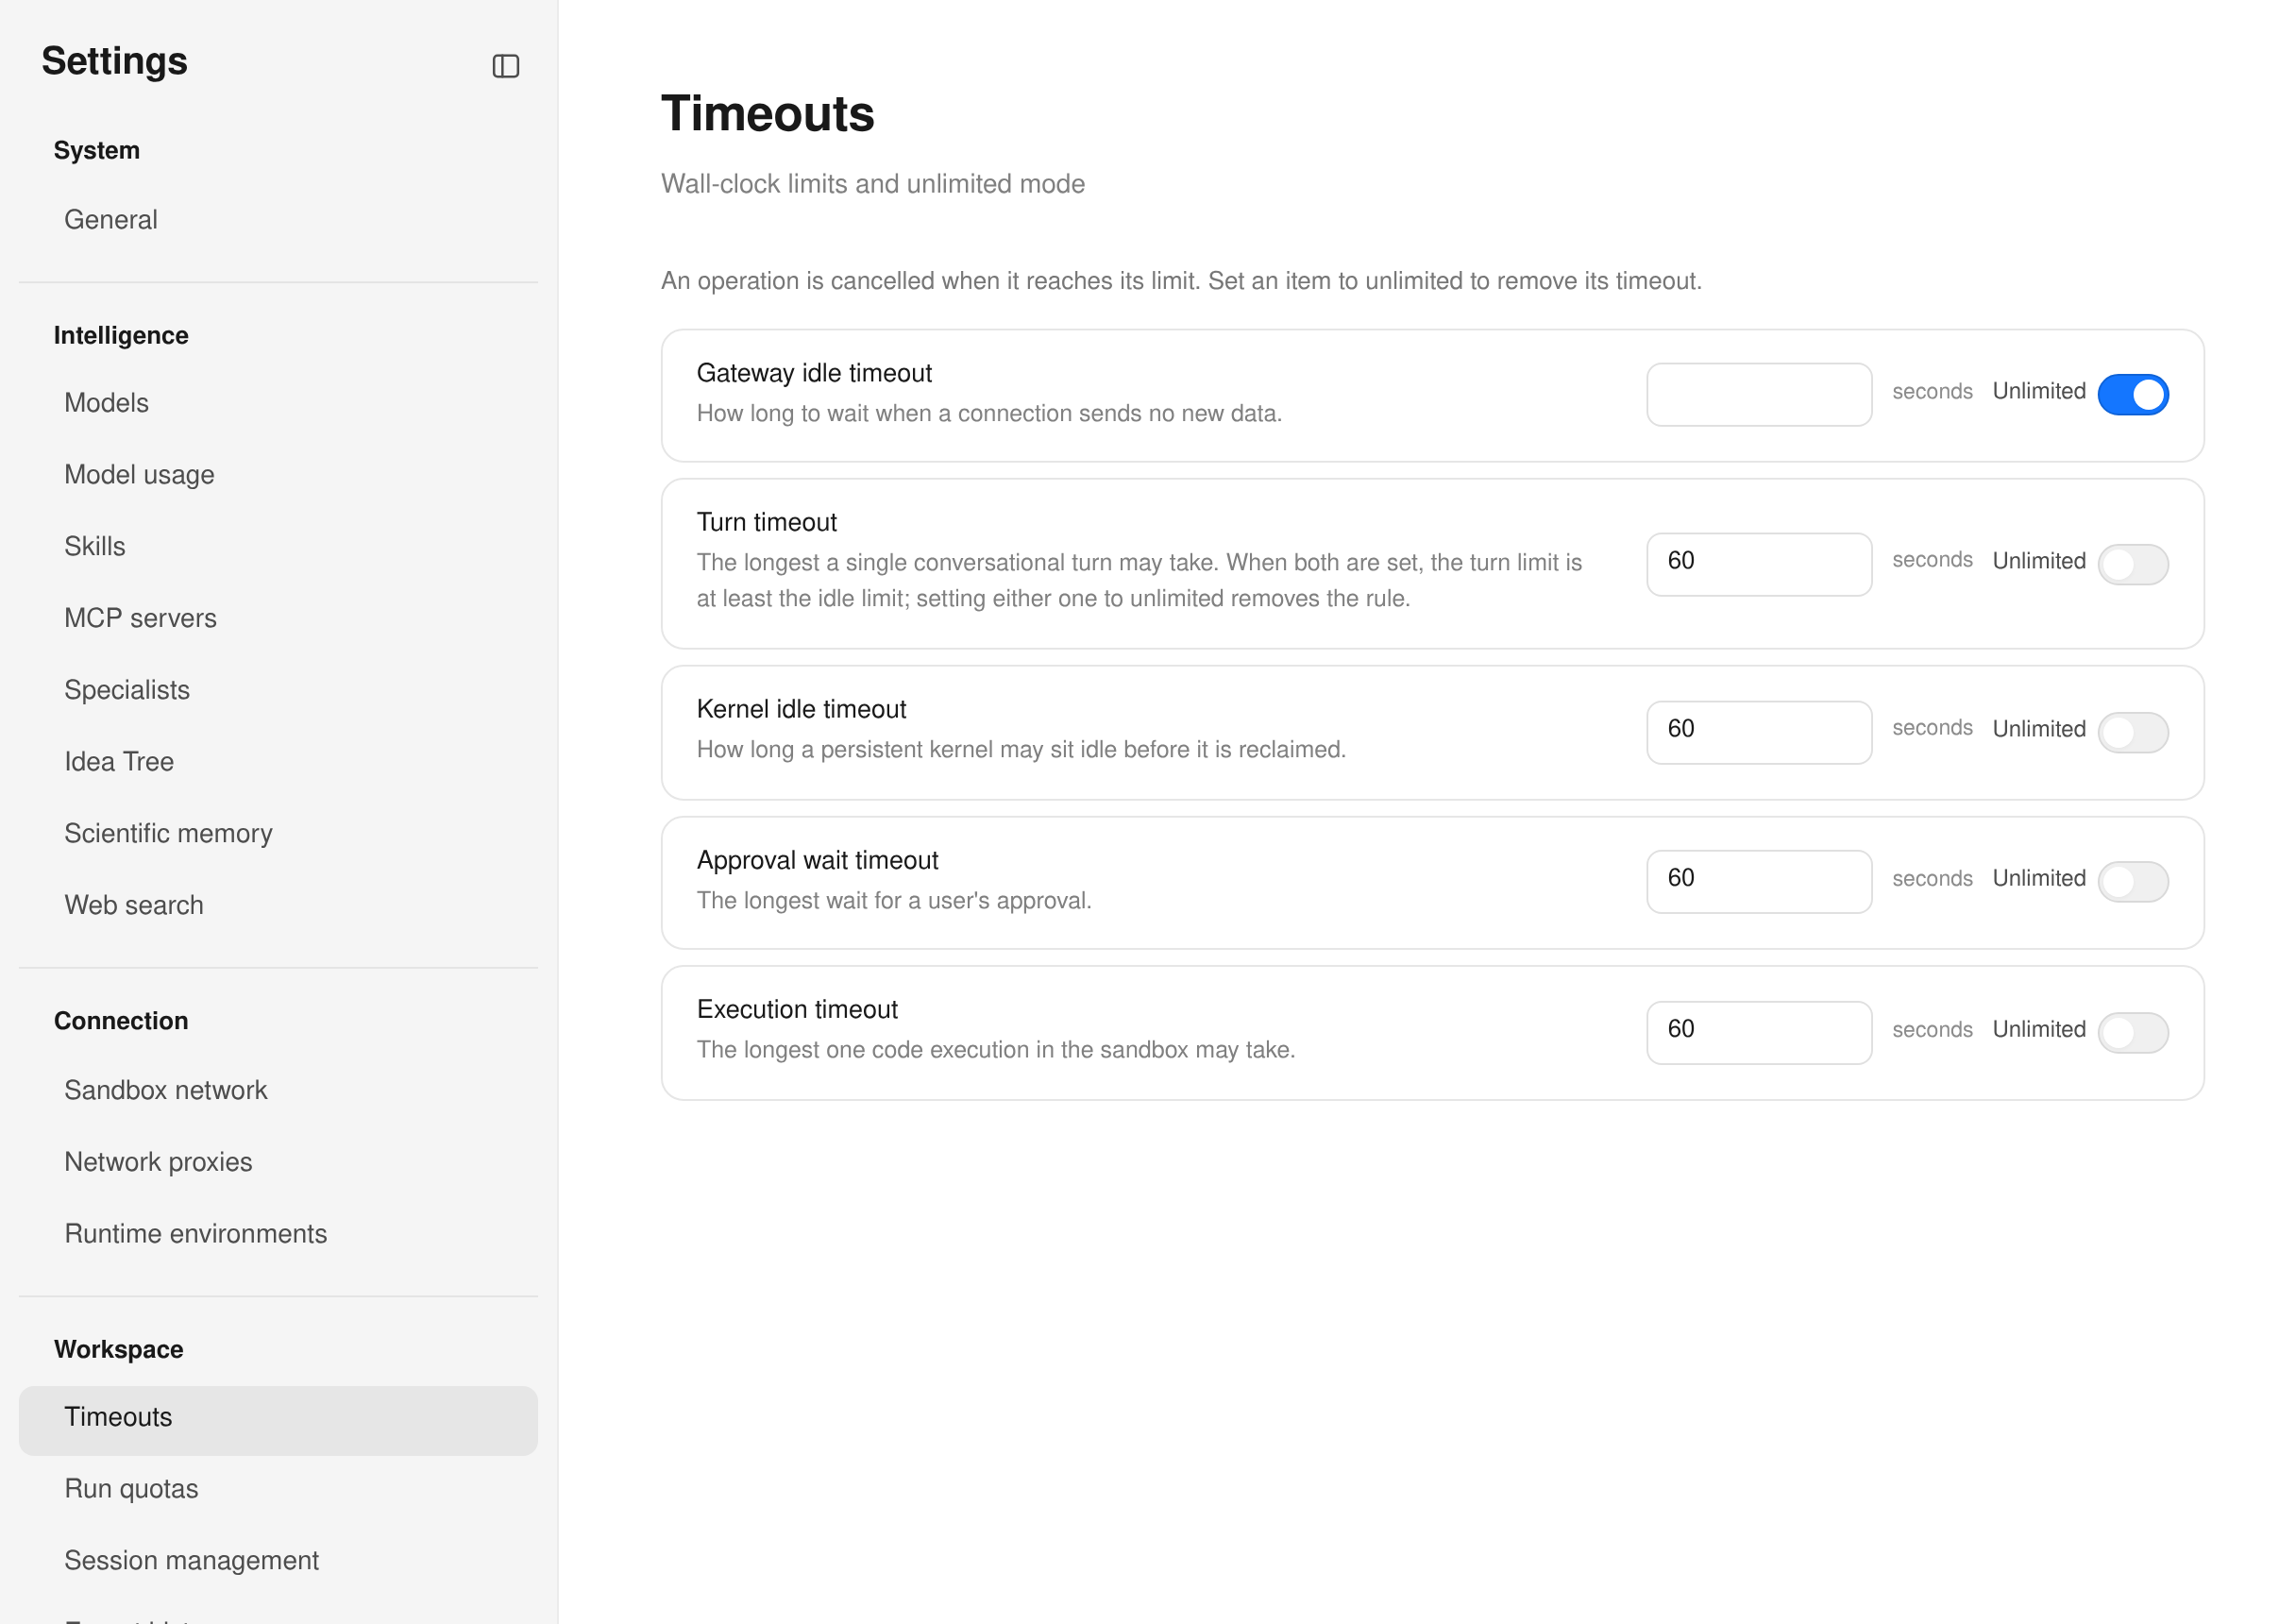 Settings
System
General
Intelligence
Models
Model usage
Skills
MCP servers
Specialists
Idea Tree
Scientific memory
Web search
Connection
Sandbox network
Network proxies
Runtime environments
Workspace
Timeouts
Run quotas
Session management
Timeouts
Wall-clock limits and unlimited mode
An operation is cancelled when it reaches its limit. Set an item to unlimited to remove its timeout.
Gateway idle timeout
How long to wait when a connection sends no new data.
seconds Unlimited
Turn timeout
The longest a single conversational turn may take. When both are set, the turn limit is
at least the idle limit; setting either one to unlimited removes the rule.
60 seconds Unlimited
Kernel idle timeout
How long a persistent kernel may sit idle before it is reclaimed.
60 seconds Unlimited
Approval wait timeout
The longest wait for a user's approval.
60 seconds Unlimited
Execution timeout
The longest one code execution in the sandbox may take.
60 seconds Unlimited